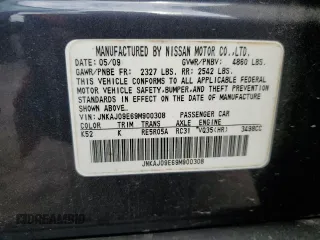 MANUFACTURED BY NISSAN MOTOR CO.,LTD.
DATE: 05/09 GVWR/PNBV: 4860 LBS.
GAWR/PNBE FR: 2327 LBS. RR: 2542 LBS.
THIS VEHICLE CONFORMS TO ALL APPLICABLE FEDERAL
MOTOR VEHICLE SAFETY,BUMPER,AND THEFT PREVENTION
STANDARDS IN EFFECT ON THE DATE OF
MANUFACTURE SHOWN ABOVE.
VIN: JNKAJ09E69M900308 PASSENGER CAR
COLOR TRIM TRANS AXLE ENGINE
K52 K RE5R05A RC31 VQ35(HR) 3498CC
JNKAJ09E69M900308
DREAM910